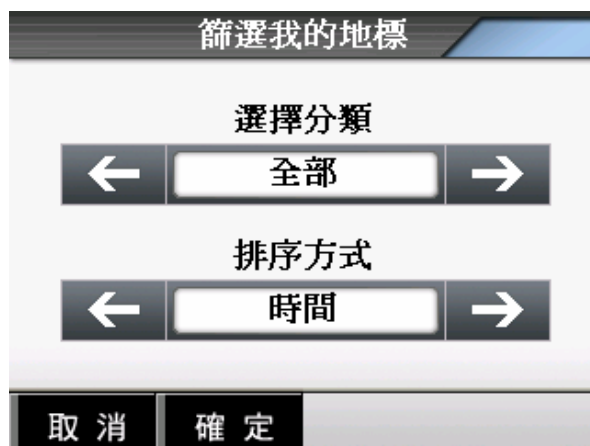 篩選我的地標
選擇分類
全部
排序方式
時間
取消 確定